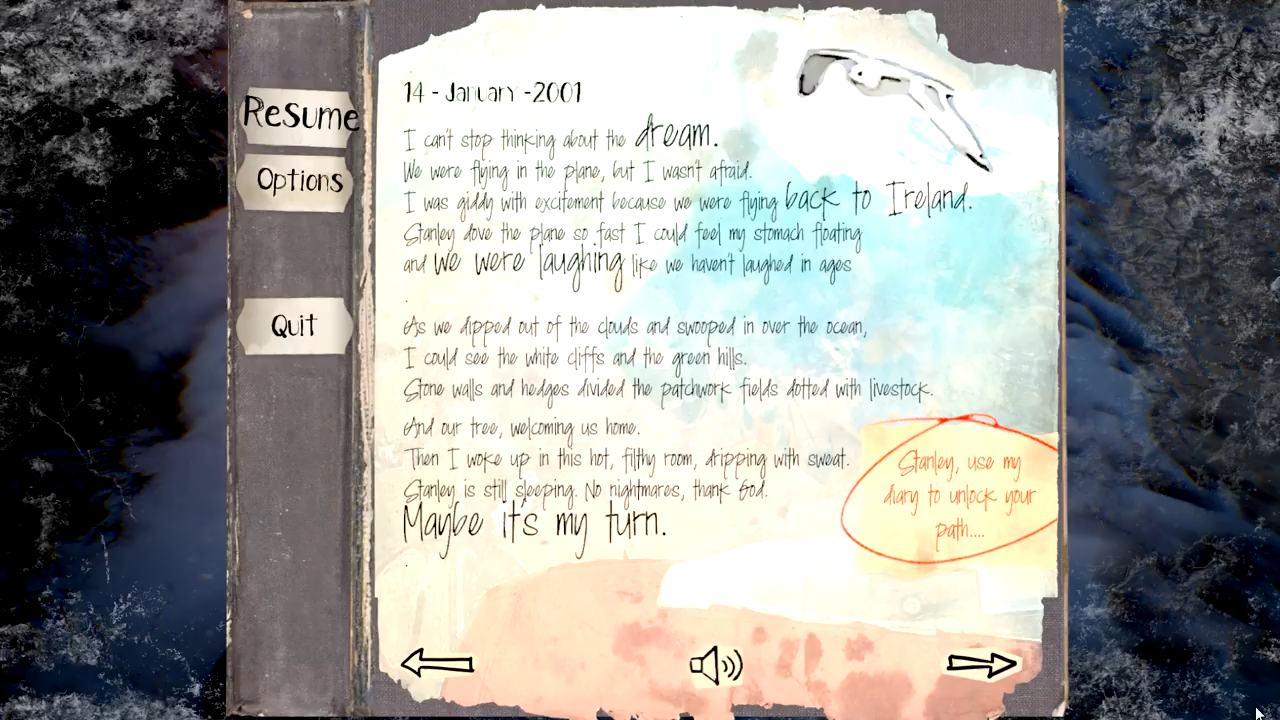 Resume
Options
Quit
14 - January -2001
I can't stop thinking about the dream.
We were flying in the plane, but I wasn't afraid.
I was giddy with excitement because we were flying back to Ireland.
Stanley dove the plane so fast I could feel my stomach floating
and we were laughing like we haven't laughed in ages
.
As we dipped out of the clouds and swooped in over the ocean,
I could see the white cliffs and the green hills.
Stone walls and hedges divided the patchwork fields dotted with livestock.
And our tree, welcoming us home.
Then I woke up in this hot, filthy room, dripping with sweat.
Stanley is still sleeping. No nightmares, thank God.
Maybe it's my turn.
.
Stanley, use my
diary to unlock your
path....